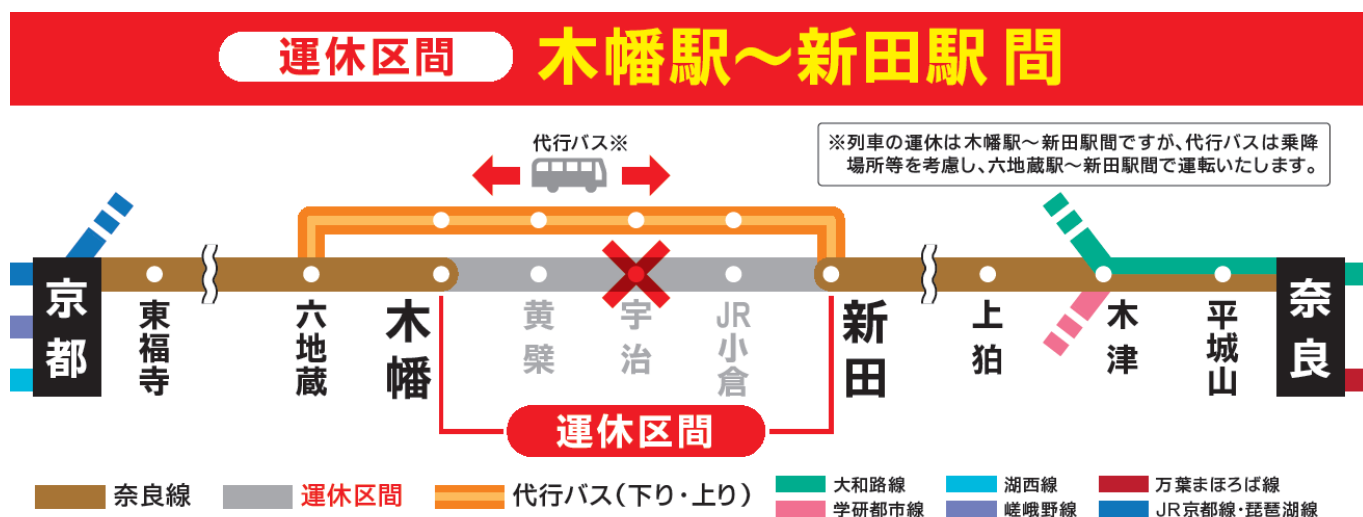 運休区間 木幡駅～新田駅 間
代行バス※
※列車の運休は木幡駅～新田駅間ですが、代行バスは乗降
場所等を考慮し、六地蔵駅～新田駅間で運転いたします。
京都
東福寺
六地蔵
木幡
黄檗
宇治
JR小倉
新田
上狛
木津
平城山
奈良
運休区間
奈良線
運休区間
代行バス(下り・上り)
大和路線
湖西線
万葉まほろば線
学研都市線
嵯峨野線
JR京都線・琵琶湖線